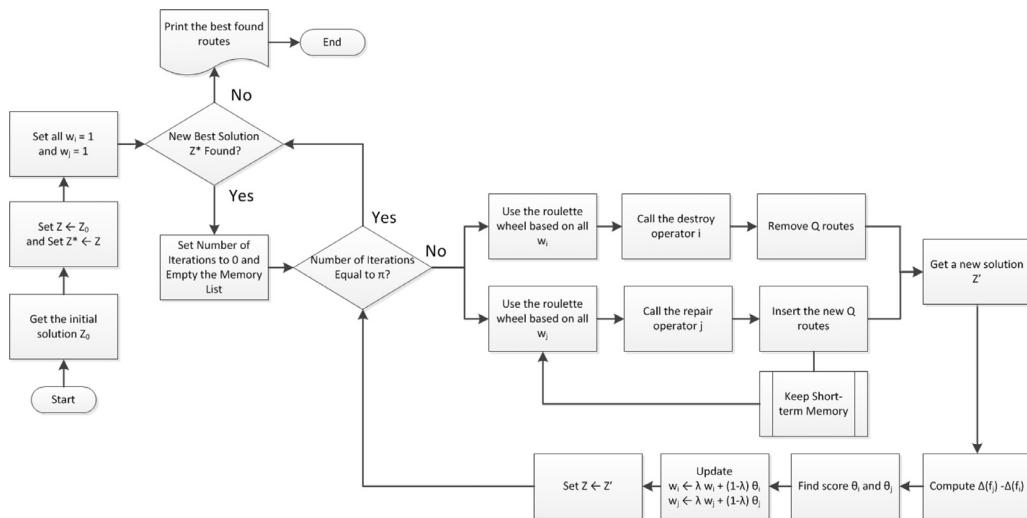 Print the best found
routes
End
No
Set all wi = 1
and wj = 1
New Best Solution
Z* Found?
Yes
Set Z ← Z0
and Set Z* ← Z
Get the initial
solution Z0
Start
Set Number of
Iterations to 0 and
Empty the Memory
List
Yes
Number of Iterations
Equal to π?
No
Use the roulette
wheel based on all
wi
Call the destroy
operator i
Remove Q routes
Use the roulette
wheel based on all
wj
Call the repair
operator j
Insert the new Q
routes
Get a new solution
Z'
Keep Short-
term Memory
Set Z ← Z'
Update
wi ← λ wi + (1-λ) θi
wj ← λ wj + (1-λ) θj
Find score θi and θj
Compute Δ(fj) -Δ(fi)